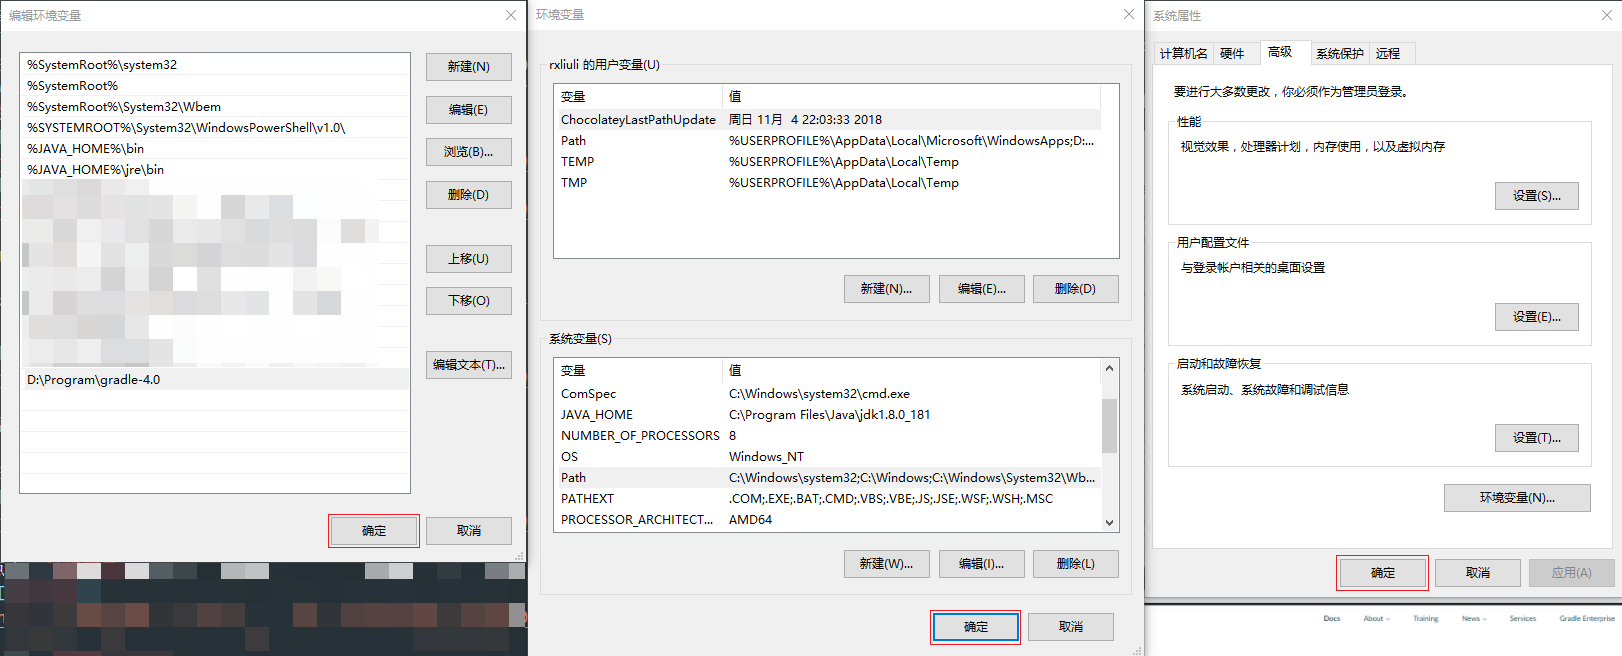 编辑环境变量
%SystemRoot%\system32
%SystemRoot%
%SystemRoot%\System32\Wbem
%SYSTEMROOT%\System32\WindowsPowerShell\v1.0\
%JAVA_HOME%\bin
%JAVA_HOME%\jre\bin
D:\Program\gradle-4.0
新建(N)
编辑(E)
浏览(B)...
删除(D)
上移(U)
下移(O)
编辑文本(T)...
确定
取消
环境变量
rxliuli 的用户变量(U)
变量 值
ChocolateyLastPathUpdate 周日 11月  4 22:03:33 2018
Path %USERPROFILE%\AppData\Local\Microsoft\WindowsApps;D:...
TEMP %USERPROFILE%\AppData\Local\Temp
TMP %USERPROFILE%\AppData\Local\Temp
新建(N)... 编辑(E)... 删除(D)
系统变量(S)
变量 值
ComSpec C:\Windows\system32\cmd.exe
JAVA_HOME C:\Program Files\Java\jdk1.8.0_181
NUMBER_OF_PROCESSORS 8
OS Windows_NT
Path C:\Windows\system32;C:\Windows;C:\Windows\System32\Wb...
PATHEXT .COM;.EXE;.BAT;.CMD;.VBS;.VBE;.JS;.JSE;.WSF;.WSH;.MSC
PROCESSOR_ARCHITECT... AMD64
新建(W)... 编辑(I)... 删除(L)
确定 取消
系统属性
计算机名 硬件 高级 系统保护 远程
要进行大多数更改，你必须作为管理员登录。
性能
视觉效果，处理器计划，内存使用，以及虚拟内存
设置(S)...
用户配置文件
与登录帐户相关的桌面设置
设置(E)...
启动和故障恢复
系统启动、系统故障和调试信息
设置(T)...
环境变量(N)...
确定 取消 应用(A)
Docs About Training News Services Gradle Enterprise